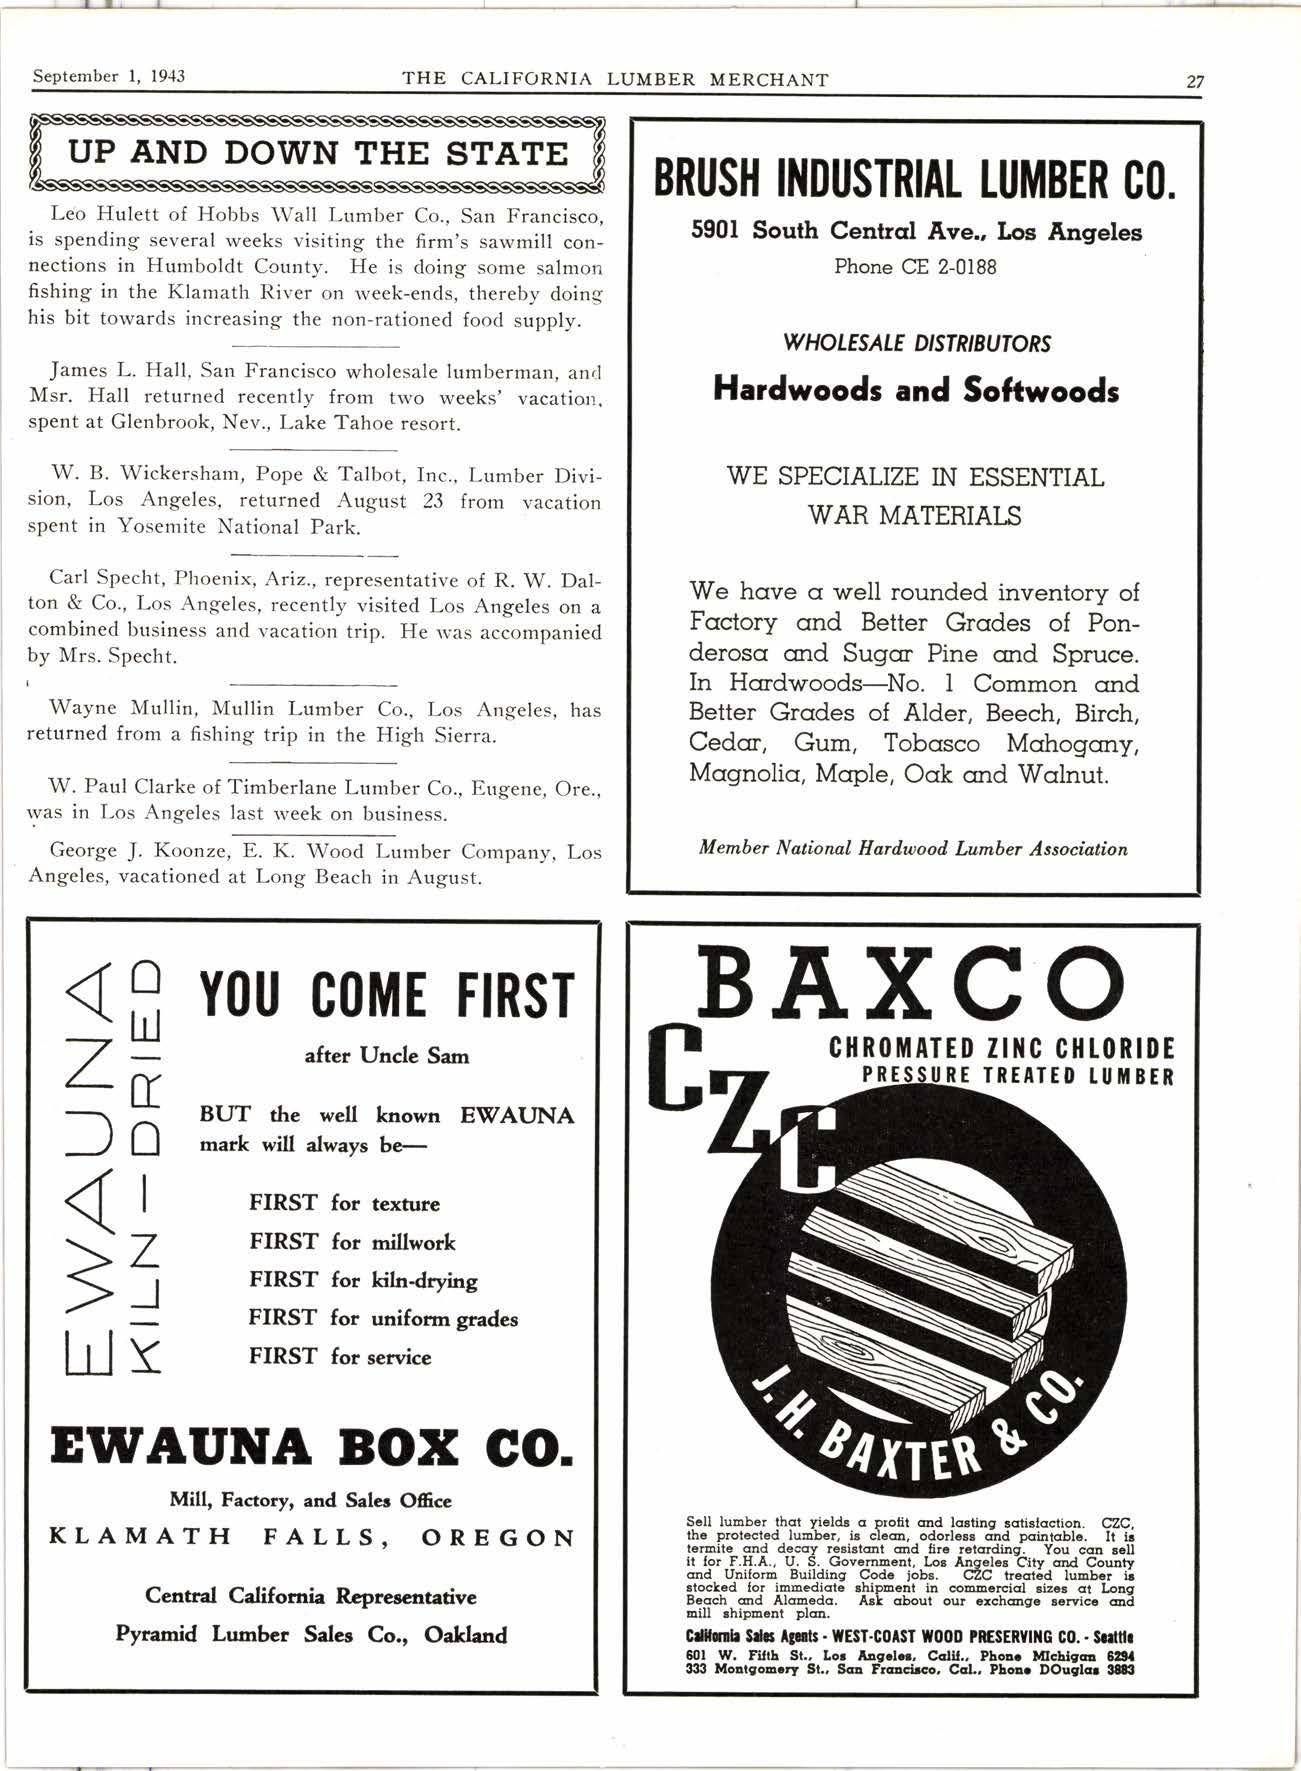 September 1, 1943
THE CALIFORNIA LUMBER MERCHANT
27
UP AND DOWN THE STATE
Leo Hulett of Hobbs Wall Lumber Co., San Francisco,
is spending several weeks visiting the firm's sawmill con-
nections in Humboldt County. He is doing some salmon
fishing in the Klamath River on week-ends, thereby doing
his bit towards increasing the non-rationed food supply.
James L. Hall, San Francisco wholesale lumberman, and
Msr. Hall returned recently from two weeks' vacation,
spent at Glenbrook, Nev., Lake Tahoe resort.
W. B. Wickersham, Pope & Talbot, Inc., Lumber Divi-
sion, Los Angeles, returned August 23 from vacation
spent in Yosemite National Park.
Carl Specht, Phoenix, Ariz., representative of R. W. Dal-
ton & Co., Los Angeles, recently visited Los Angeles on a
combined business and vacation trip. He was accompanied
by Mrs. Specht.
Wayne Mullin, Mullin Lumber Co., Los Angeles, has
returned from a fishing trip in the High Sierra.
W. Paul Clarke of Timberlane Lumber Co., Eugene, Ore.,
was in Los Angeles last week on business.
George J. Koonze, E. K. Wood Lumber Company, Los
Angeles, vacationed at Long Beach in August.
BRUSH INDUSTRIAL LUMBER CO.
5901 South Central Ave., Los Angeles
Phone CE 2-0188
WHOLESALE DISTRIBUTORS
Hardwoods and Softwoods
WE SPECIALIZE IN ESSENTIAL
WAR MATERIALS
We have a well rounded inventory of
Factory and Better Grades of Pon-
derosa and Sugar Pine and Spruce.
In Hardwoods—No. 1 Common and
Better Grades of Alder, Beech, Birch,
Cedar, Gum, Tobasco Mahogany,
Magnolia, Maple, Oak and Walnut.
Member National Hardwood Lumber Association
EWAUNA
KILN-DRIED
YOU COME FIRST
after Uncle Sam
BUT the well known EWAUNA
mark will always be—
FIRST for texture
FIRST for millwork
FIRST for kiln-drying
FIRST for uniform grades
FIRST for service
EWAUNA BOX CO.
Mill, Factory, and Sales Office
KLAMATH FALLS, OREGON
Central California Representative
Pyramid Lumber Sales Co., Oakland
BAXCO
CZC
CHROMATED ZINC CHLORIDE
PRESSURE TREATED LUMBER
J. H. BAXTER & CO.
Sell lumber that yields a profit and lasting satisfaction. CZC,
the protected lumber, is clean, odorless and paintable. It is
termite and decay resistant and fire retarding. You can sell
it for F.H.A., U. S. Government, Los Angeles City and County
and Uniform Building Code jobs. CZC treated lumber is
stocked for immediate shipment in commercial sizes at Long
Beach and Alameda. Ask about our exchange service and
mill shipment plan.
California Sales Agents - WEST-COAST WOOD PRESERVING CO. - Seattle
601 W. Fifth St., Los Angeles, Calif., Phone MIchigan 6294
333 Montgomery St., San Francisco, Cal., Phone DOuglas 3883